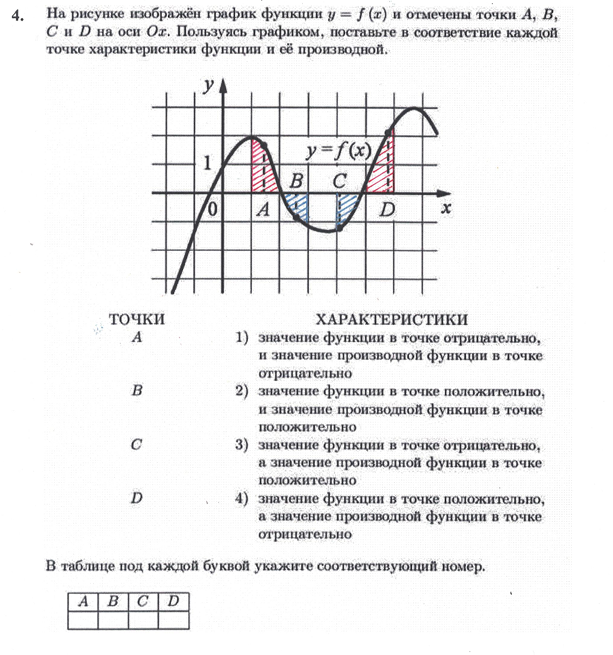 4. На рисунке изображён график функции y = f (x) и отмечены точки A, B,
C и D на оси Ox. Пользуясь графиком, поставьте в соответствие каждой
точке характеристики функции и её производной.
y
y = f(x)
1
B C
0 A D x
ТОЧКИ ХАРАКТЕРИСТИКИ
A 1) значение функции в точке отрицательно,
и значение производной функции в точке
отрицательно
B 2) значение функции в точке положительно,
и значение производной функции в точке
положительно
C 3) значение функции в точке отрицательно,
а значение производной функции в точке
положительно
D 4) значение функции в точке положительно,
а значение производной функции в точке
отрицательно
В таблице под каждой буквой укажите соответствующий номер.
A B C D